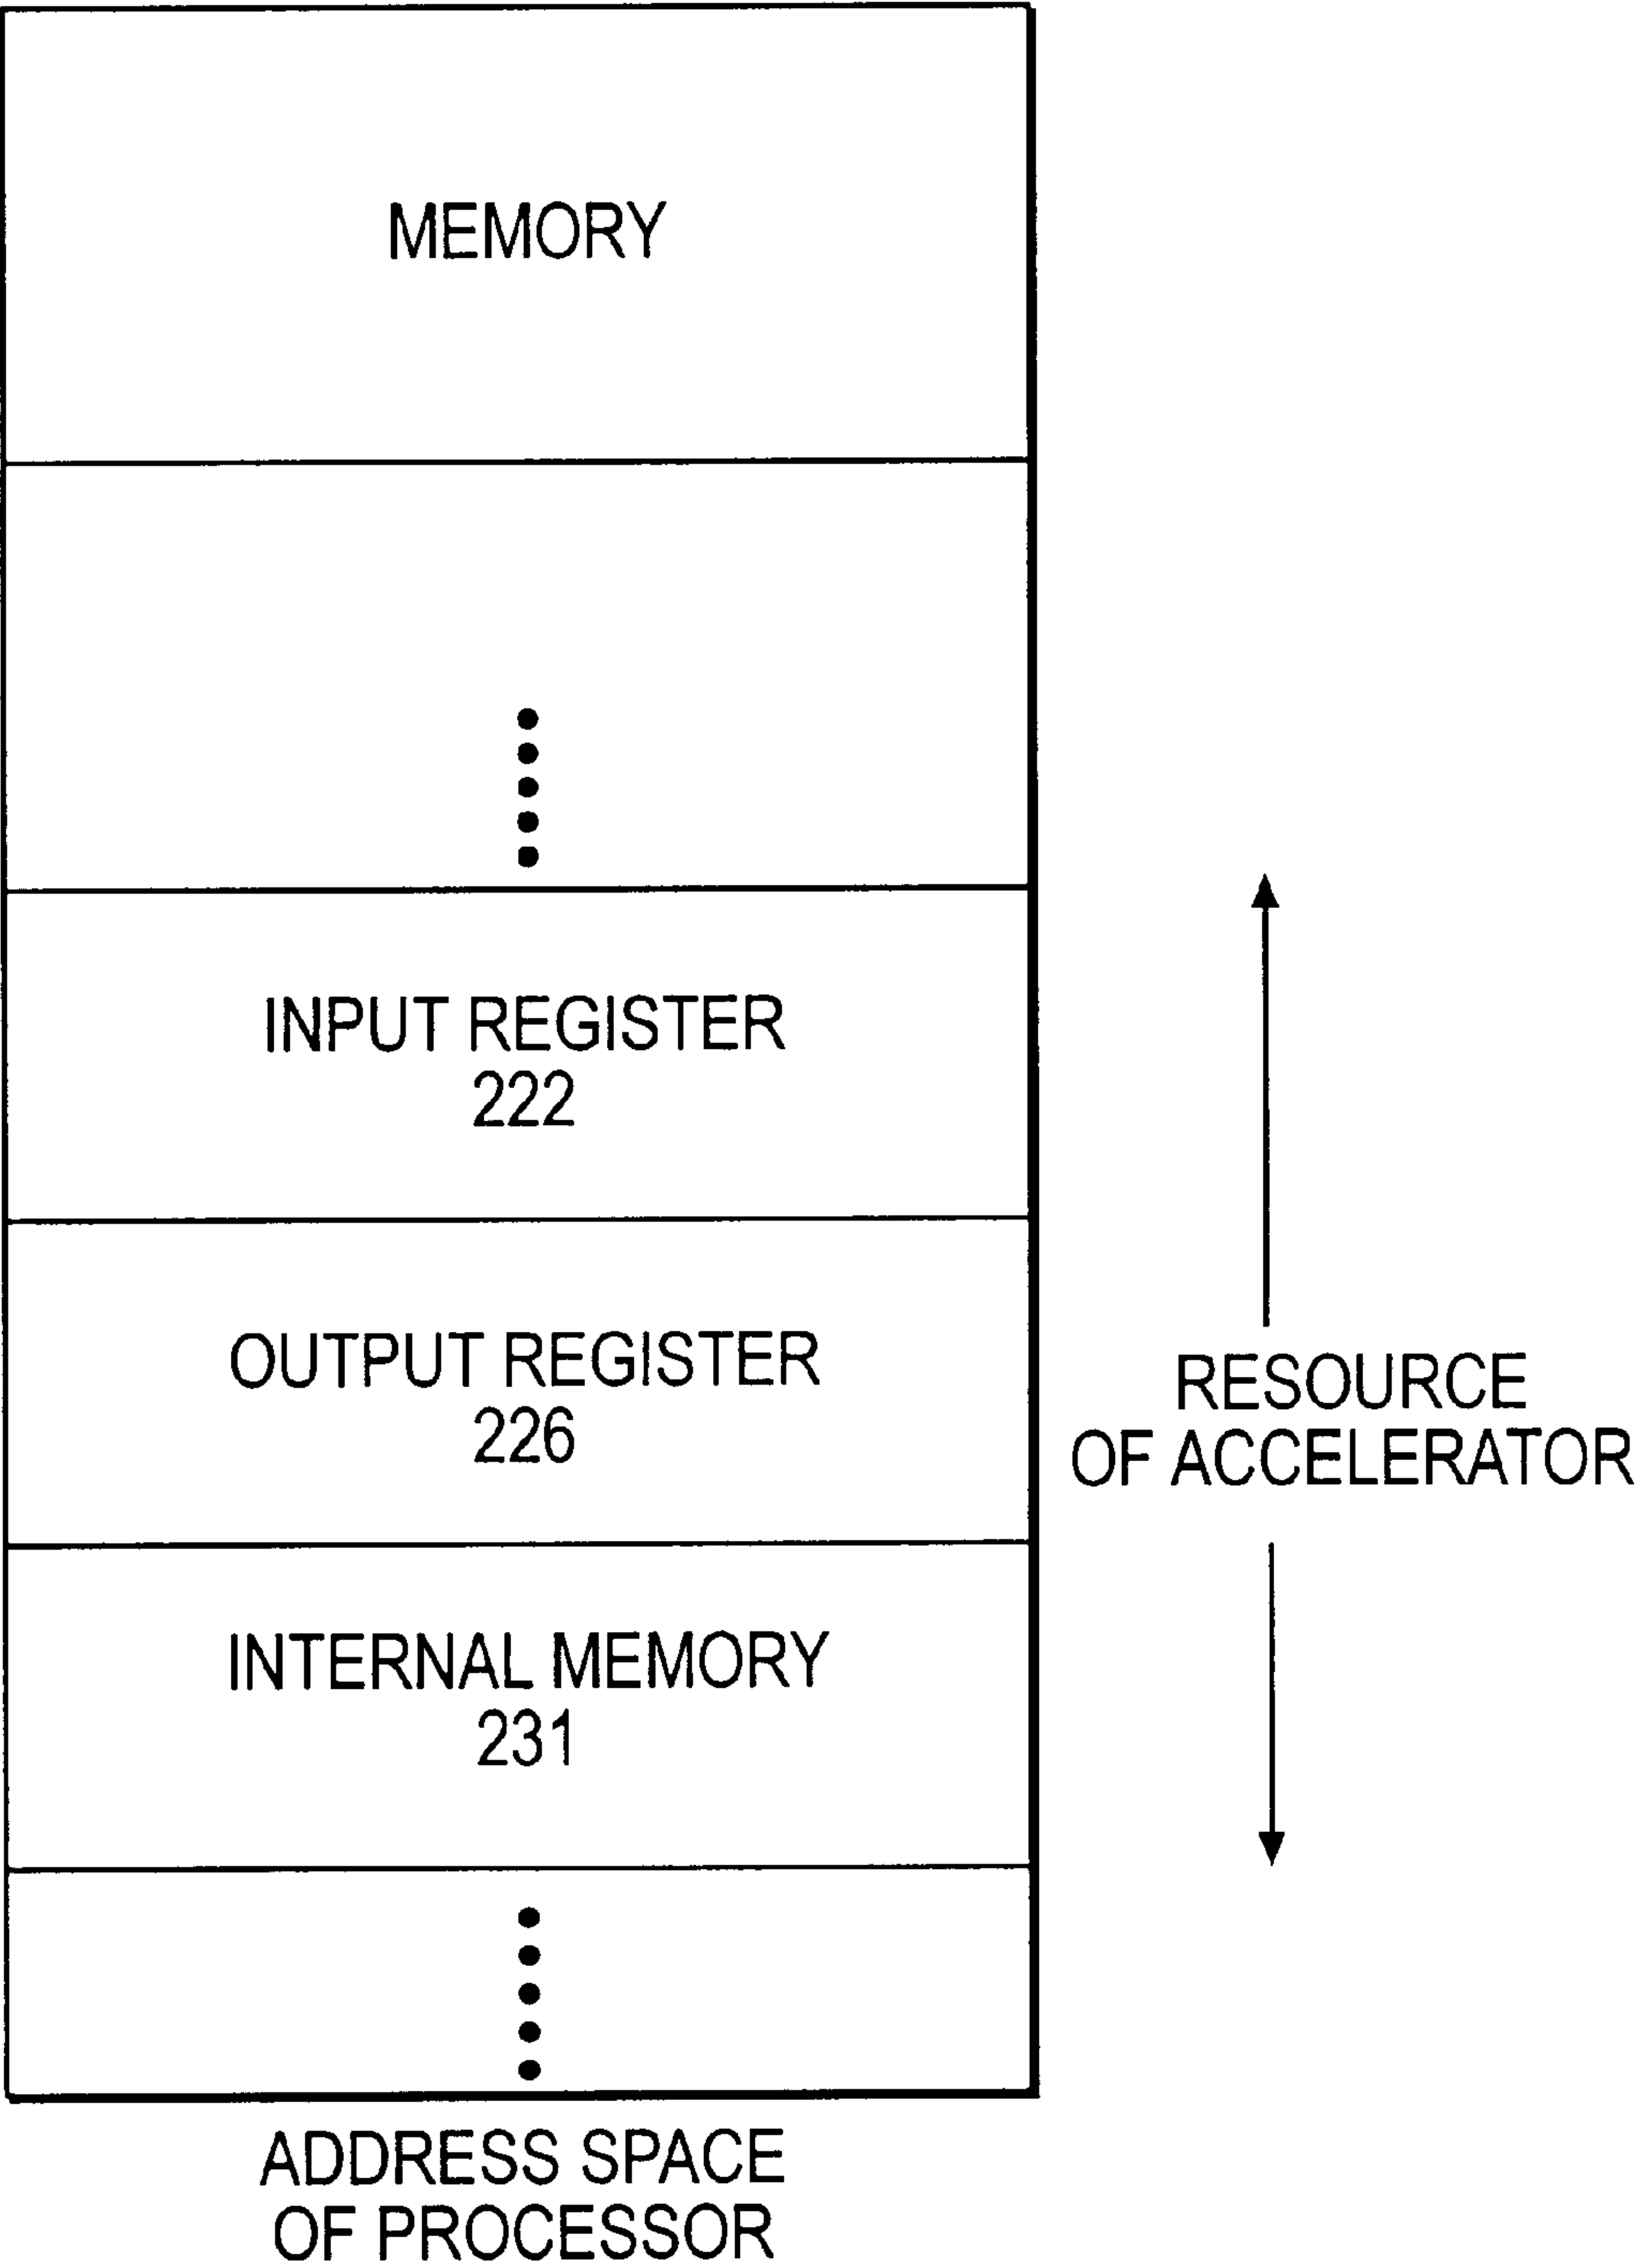 MEMORY
INPUT REGISTER
222
OUTPUT REGISTER
226
RESOURCE
OF ACCELERATOR
INTERNAL MEMORY
231
ADDRESS SPACE
OF PROCESSOR